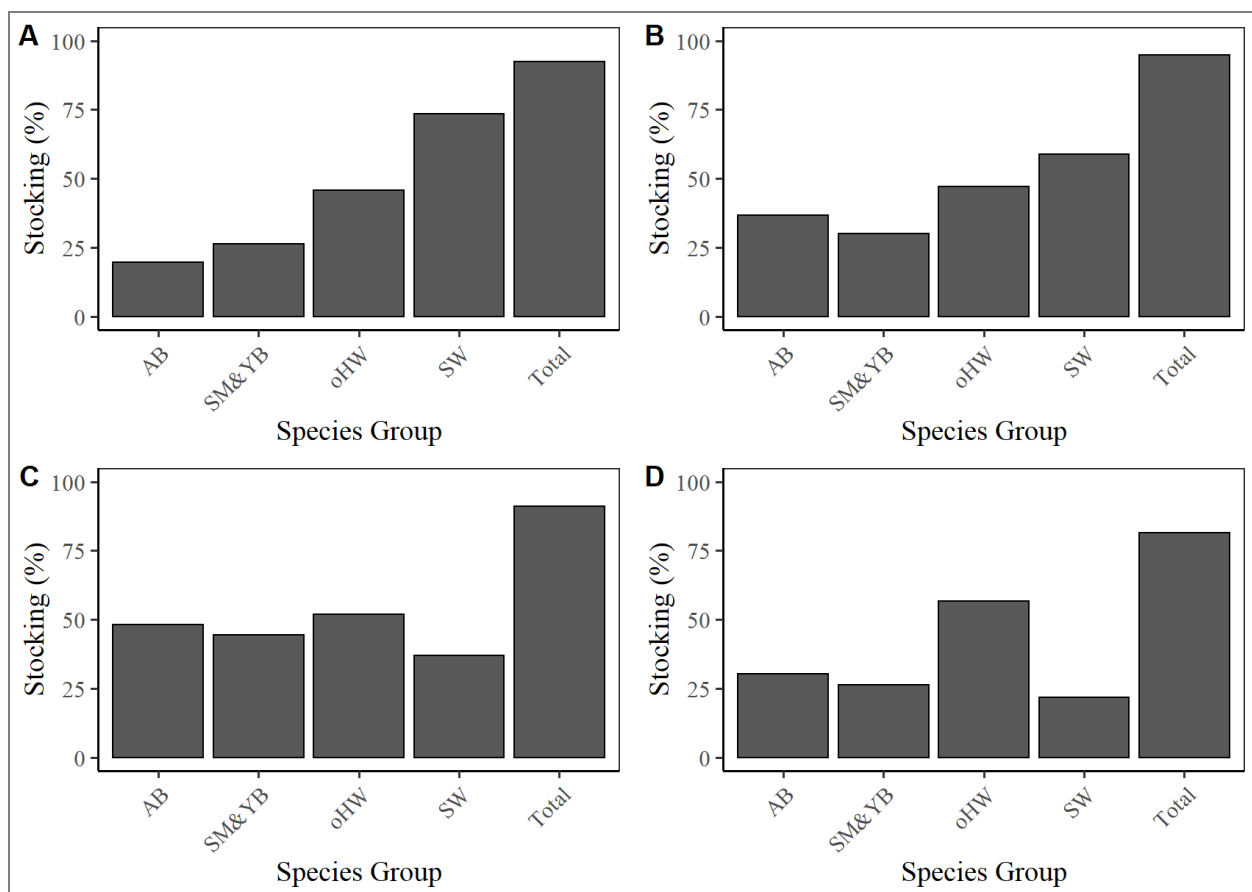 A
Stocking (%)
100
75
50
25
0
AB
SM&YB
oHW
SW
Total
Species Group
B
Stocking (%)
100
75
50
25
0
AB
SM&YB
oHW
SW
Total
Species Group
C
Stocking (%)
100
75
50
25
0
AB
SM&YB
oHW
SW
Total
Species Group
D
Stocking (%)
100
75
50
25
0
AB
SM&YB
oHW
SW
Total
Species Group